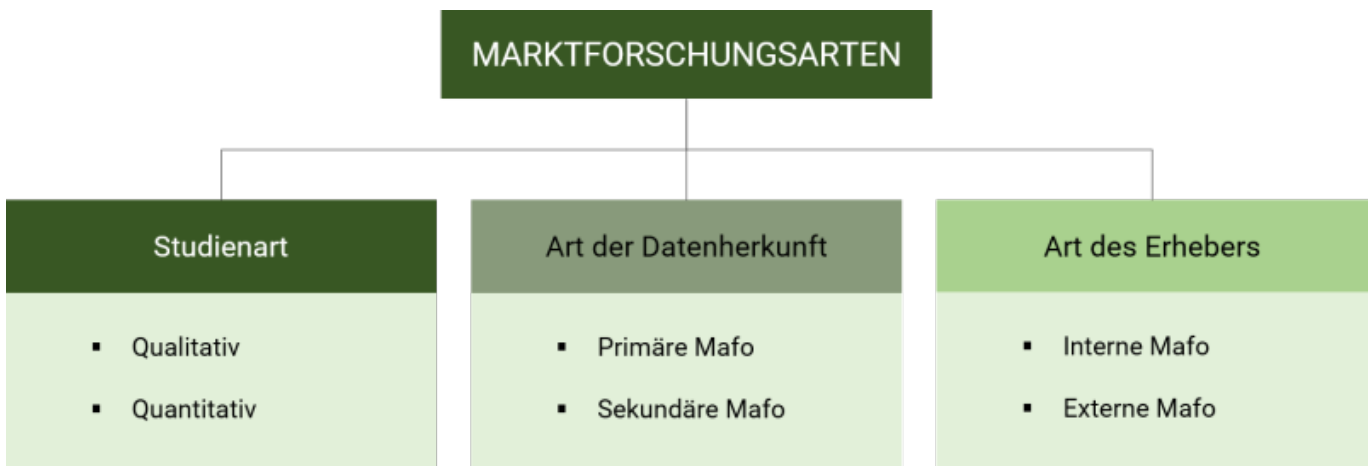 MARKTFORSCHUNGSARTEN
Studienart
▪ Qualitativ
▪ Quantitativ
Art der Datenherkunft
▪ Primäre Mafo
▪ Sekundäre Mafo
Art des Erhebers
▪ Interne Mafo
▪ Externe Mafo